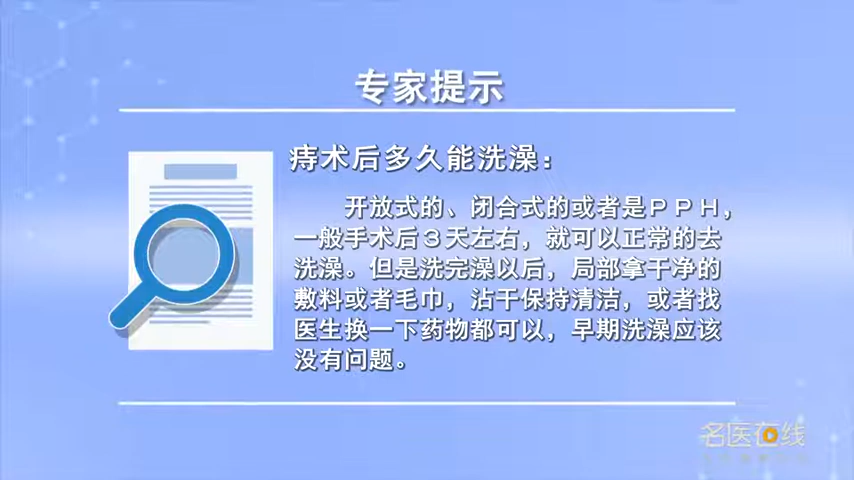 专家提示
痔术后多久能洗澡：
开放式的、闭合式的或者是ＰＰＨ，
一般手术后３天左右，就可以正常的去
洗澡。但是洗完澡以后，局部拿干净的
敷料或者毛巾，沾干保持清洁，或者找
医生换一下药物都可以，早期洗澡应该
没有问题。
名医在线